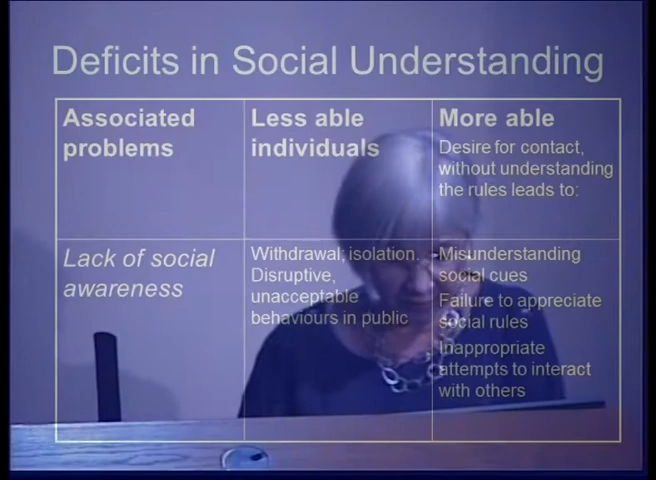 Deficits in Social Understanding
Associated
problems
Less able
individuals
More able
Desire for contact,
without understanding
the rules leads to:
Lack of social
awareness
Withdrawal, isolation.
Disruptive,
unacceptable
behaviours in public
Misunderstanding
social cues
Failure to appreciate
social rules
Inappropriate
attempts to interact
with others